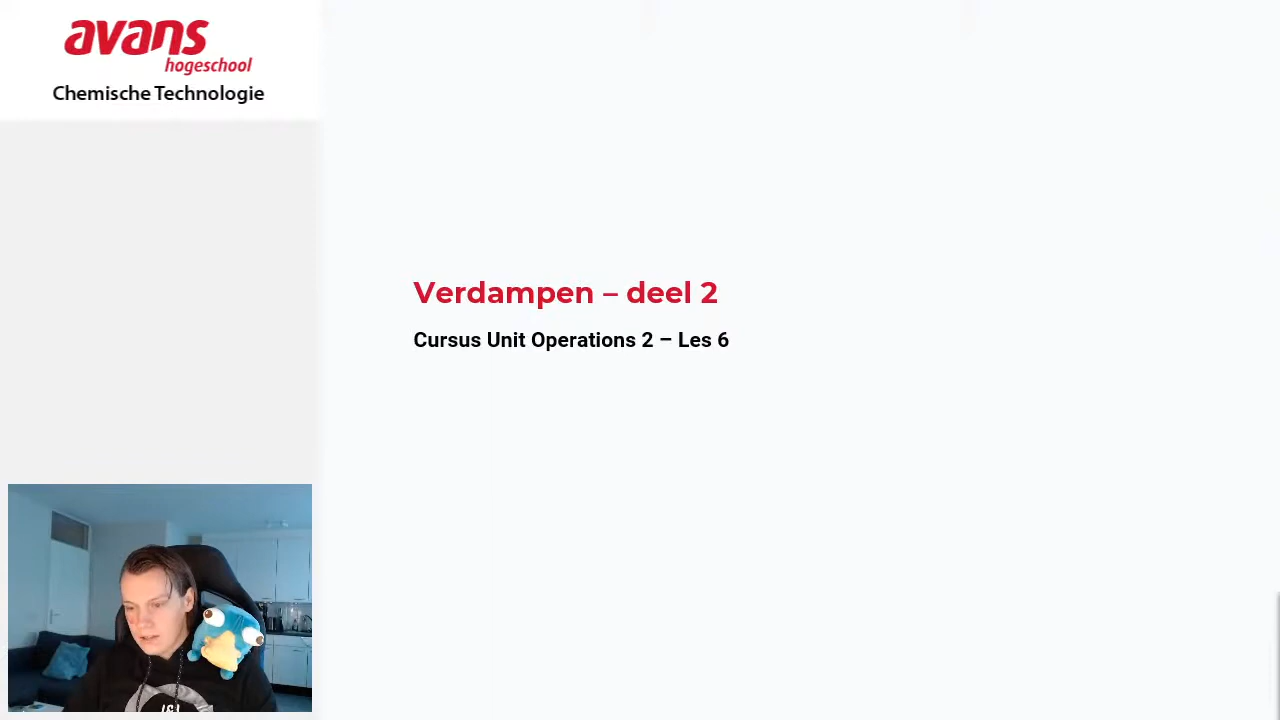 avans
hogeschool
Chemische Technologie
Verdampen – deel 2
Cursus Unit Operations 2 – Les 6